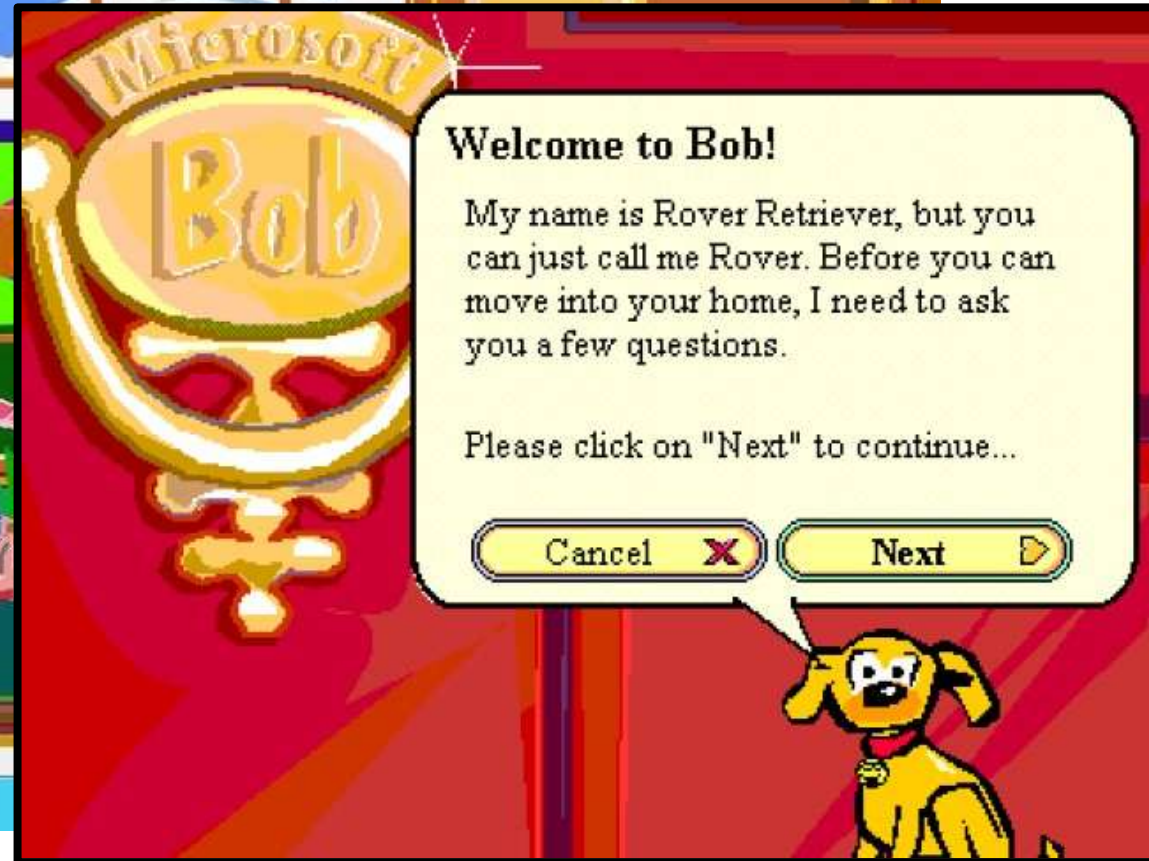 Microsoft
Bob
Welcome to Bob!
My name is Rover Retriever, but you
can just call me Rover. Before you can
move into your home, I need to ask
you a few questions.
Please click on "Next" to continue...
Cancel
Next